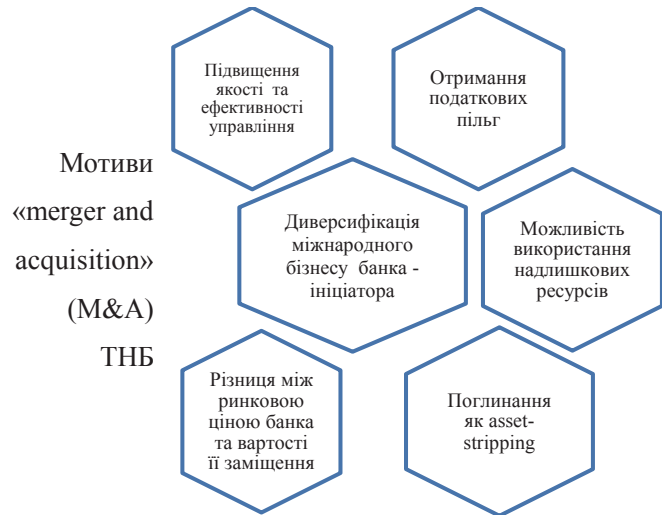 Мотиви
«merger and
acquisition»
(M&A)
ТНБ
Підвищення
якості та
ефективності
управління
Отримання
податкових
пільг
Диверсифікація
міжнародного
бізнесу банка -
ініціатора
Можливість
використання
надлишкових
ресурсів
Різниця між
ринковою
ціною банка
та вартості
її заміщення
Поглинання
як asset-
stripping